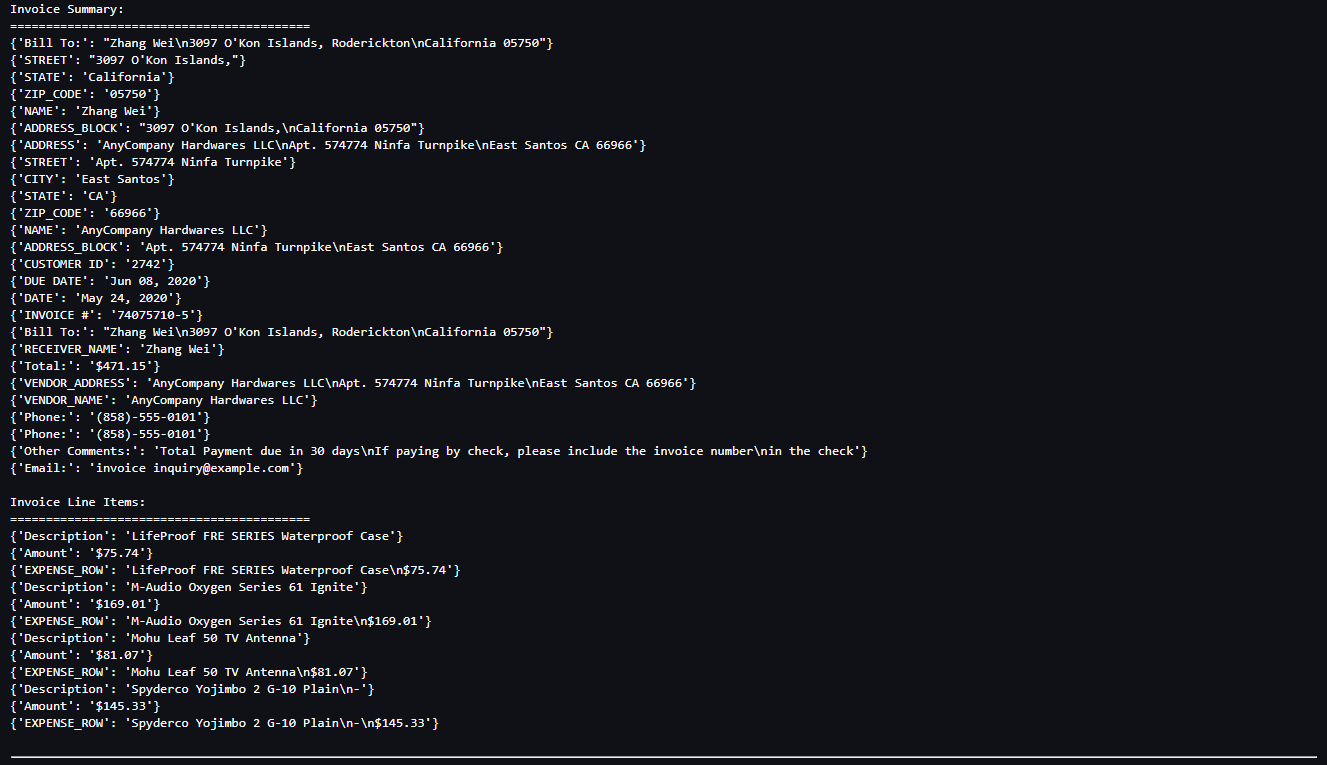 Invoice Summary:
==========================================
{'Bill To:': "Zhang Wei\n3097 O'Kon Islands, Roderickton\nCalifornia 05750"}
{'STREET': "3097 O'Kon Islands,"}
{'STATE': 'California'}
{'ZIP_CODE': '05750'}
{'NAME': 'Zhang Wei'}
{'ADDRESS_BLOCK': "3097 O'Kon Islands,\nCalifornia 05750"}
{'ADDRESS': 'AnyCompany Hardwares LLC\nApt. 574774 Ninfa Turnpike\nEast Santos CA 66966'}
{'STREET': 'Apt. 574774 Ninfa Turnpike'}
{'CITY': 'East Santos'}
{'STATE': 'CA'}
{'ZIP_CODE': '66966'}
{'NAME': 'AnyCompany Hardwares LLC'}
{'ADDRESS_BLOCK': 'Apt. 574774 Ninfa Turnpike\nEast Santos CA 66966'}
{'CUSTOMER ID': '2742'}
{'DUE DATE': 'Jun 08, 2020'}
{'DATE': 'May 24, 2020'}
{'INVOICE #': '74075710-5'}
{'Bill To:': "Zhang Wei\n3097 O'Kon Islands, Roderickton\nCalifornia 05750"}
{'RECEIVER_NAME': 'Zhang Wei'}
{'Total:': '$471.15'}
{'VENDOR_ADDRESS': 'AnyCompany Hardwares LLC\nApt. 574774 Ninfa Turnpike\nEast Santos CA 66966'}
{'VENDOR_NAME': 'AnyCompany Hardwares LLC'}
{'Phone:': '(858)-555-0101'}
{'Phone:': '(858)-555-0101'}
{'Other Comments:': 'Total Payment due in 30 days\nIf paying by check, please include the invoice number\nin the check'}
{'Email:': 'invoice inquiry@example.com'}

Invoice Line Items:
==========================================
{'Description': 'LifeProof FRE SERIES Waterproof Case'}
{'Amount': '$75.74'}
{'EXPENSE_ROW': 'LifeProof FRE SERIES Waterproof Case\n$75.74'}
{'Description': 'M-Audio Oxygen Series 61 Ignite'}
{'Amount': '$169.01'}
{'EXPENSE_ROW': 'M-Audio Oxygen Series 61 Ignite\n$169.01'}
{'Description': 'Mohu Leaf 50 TV Antenna'}
{'Amount': '$81.07'}
{'EXPENSE_ROW': 'Mohu Leaf 50 TV Antenna\n$81.07'}
{'Description': 'Spyderco Yojimbo 2 G-10 Plain\n-'}
{'Amount': '$145.33'}
{'EXPENSE_ROW': 'Spyderco Yojimbo 2 G-10 Plain\n-\n$145.33'}